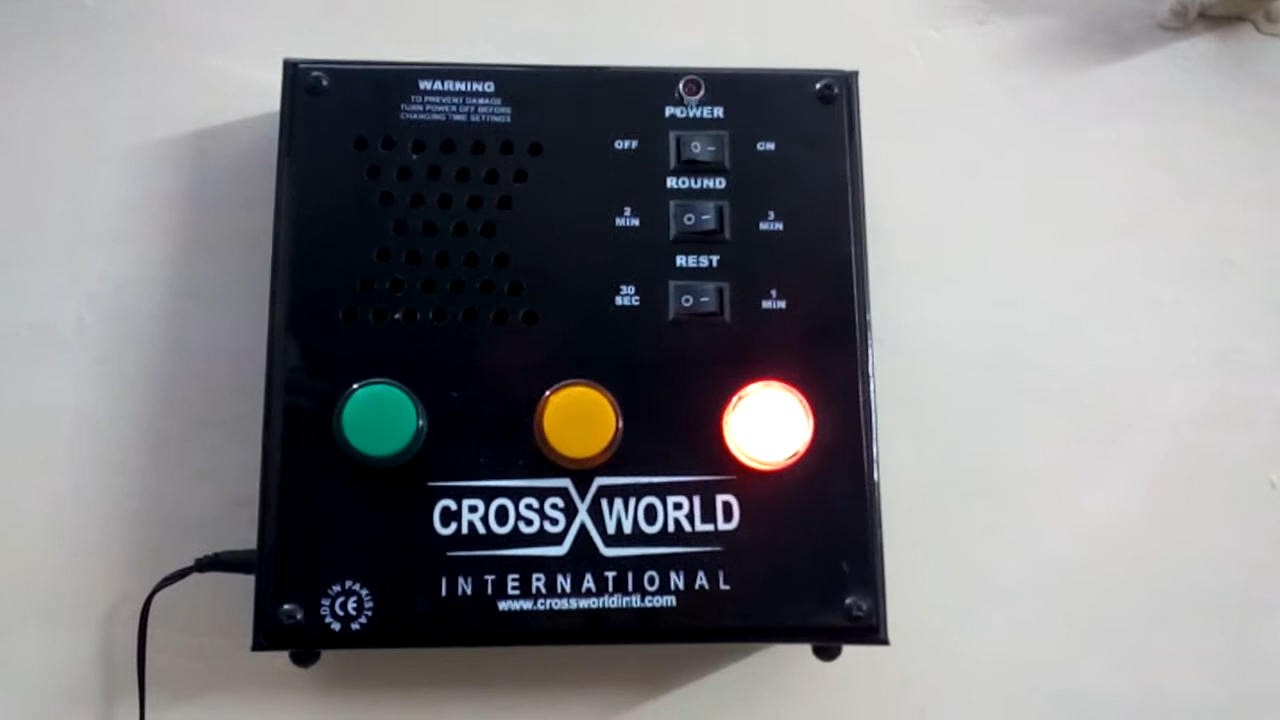 WARNING
TO PREVENT DAMAGE
TURN POWER OFF BEFORE
CHANGING TIME SETTINGS
POWER
OFF
ON
ROUND
2
MIN
3
MIN
REST
30
SEC
1
MIN
CROSS WORLD
INTERNATIONAL
www.crossworldintl.com
MADE IN PAKISTAN
CE